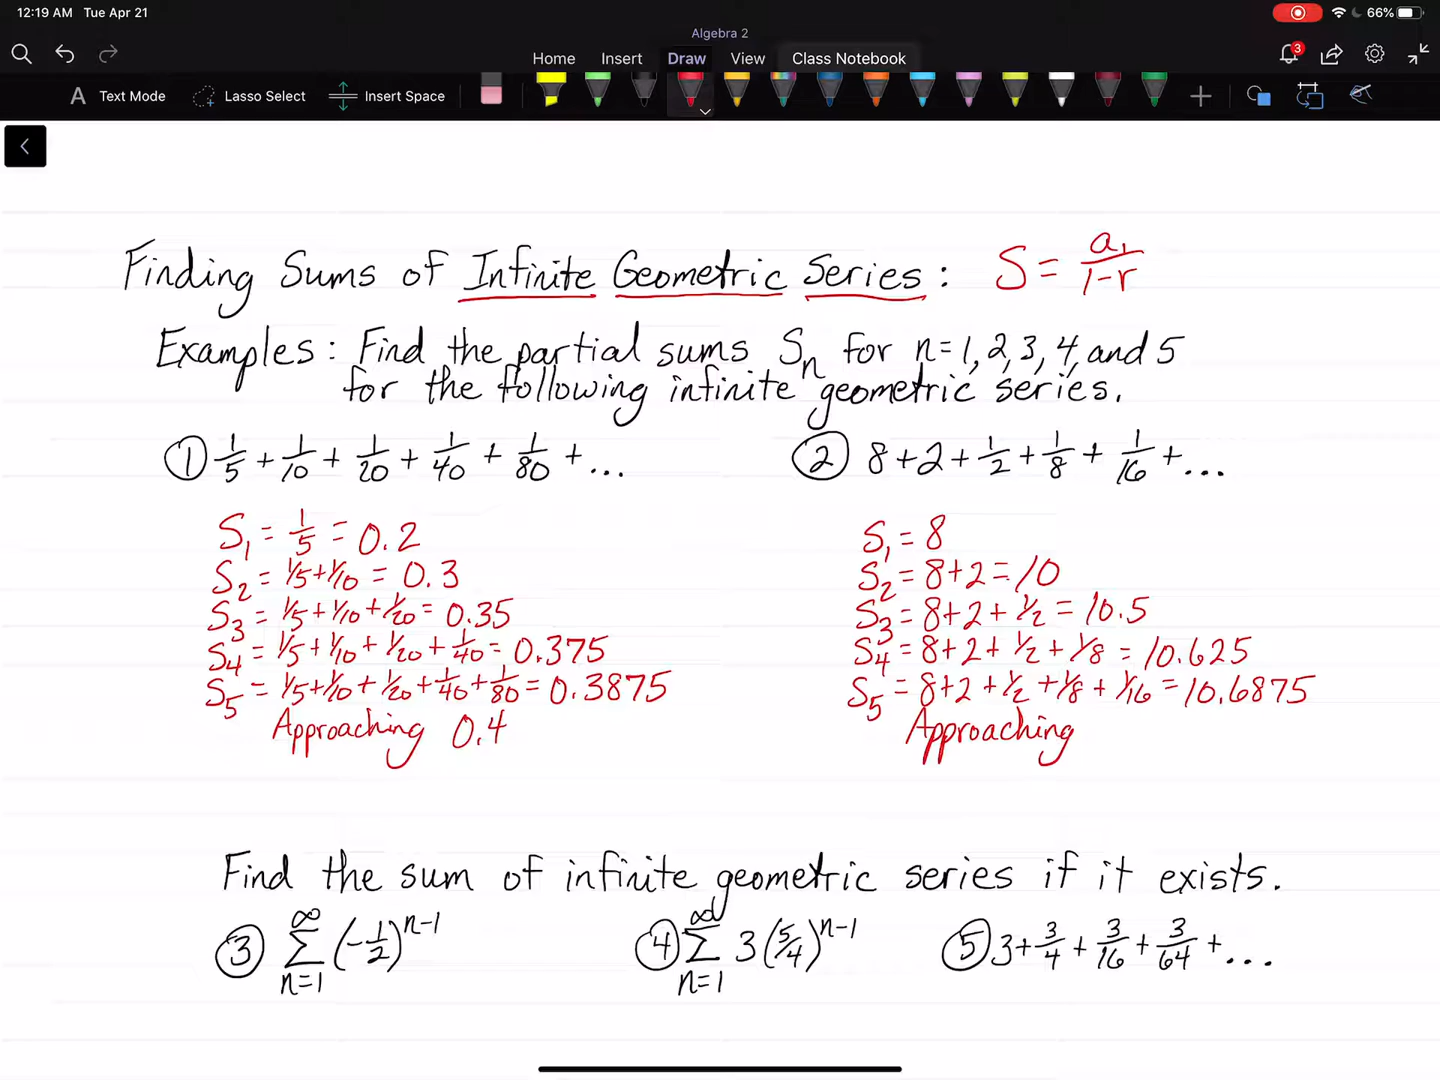 12:19 AM Tue Apr 21 66%
Algebra 2
Home Insert Draw View Class Notebook 3
A Text Mode Lasso Select Insert Space
Finding Sums of Infinite Geometric Series: S = a₁/(1-r)
Examples: Find the partial sums Sₙ for n=1, 2, 3, 4, and 5
for the following infinite geometric series.
① 1/5 + 1/10 + 1/20 + 1/40 + 1/80 + ...
S₁ = 1/5 = 0.2
S₂ = 1/5 + 1/10 = 0.3
S₃ = 1/5 + 1/10 + 1/20 = 0.35
S₄ = 1/5 + 1/10 + 1/20 + 1/40 = 0.375
S₅ = 1/5 + 1/10 + 1/20 + 1/40 + 1/80 = 0.3875
Approaching 0.4
② 8 + 2 + 1/2 + 1/8 + 1/16 + ...
S₁ = 8
S₂ = 8 + 2 = 10
S₃ = 8 + 2 + 1/2 = 10.5
S₄ = 8 + 2 + 1/2 + 1/8 = 10.625
S₅ = 8 + 2 + 1/2 + 1/8 + 1/16 = 10.6875
Approaching
Find the sum of infinite geometric series if it exists.
③ ∞ Σ n=1 (-1/2)ⁿ⁻¹
④ ∞ Σ n=1 3(5/4)ⁿ⁻¹
⑤ 3 + 3/4 + 3/16 + 3/64 + ...